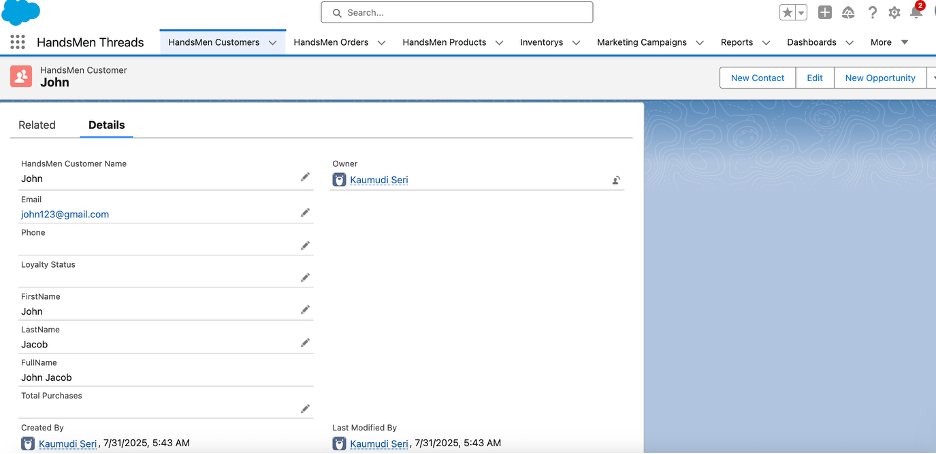 Search...
2
HandsMen Threads HandsMen Customers HandsMen Orders HandsMen Products Inventorys Marketing Campaigns Reports Dashboards More
HandsMen Customer
John
New Contact Edit New Opportunity
Related Details
HandsMen Customer Name
John
Owner
Kaumudi Seri
Email
john123@gmail.com
Phone
Loyalty Status
FirstName
John
LastName
Jacob
FullName
John Jacob
Total Purchases
Created By
Kaumudi Seri, 7/31/2025, 5:43 AM
Last Modified By
Kaumudi Seri, 7/31/2025, 5:43 AM